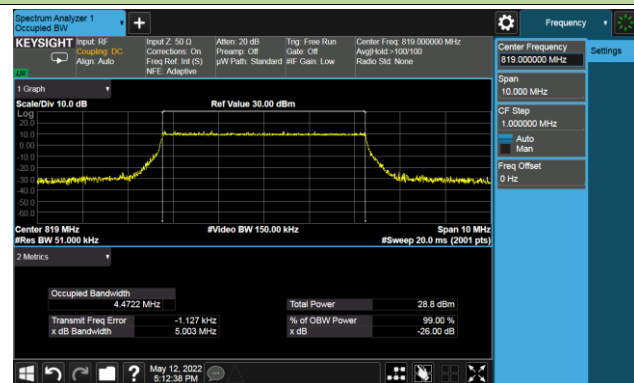 Spectrum Analyzer 1
Occupied BW
Frequency
KEYSIGHT
Input: RF
Coupling: DC
Align: Auto
Input Z: 50 Ω
Corrections: On
Freq Ref: Int (S)
NFE: Adaptive
Atten: 20 dB
Preamp: Off
µW Path: Standard
Trig: Free Run
Gate: Off
#IF Gain: Low
Center Freq: 819.000000 MHz
Avg|Hold:>100/100
Radio Std: None
LXI
Center Frequency
819.000000 MHz
Settings
Span
10.000 MHz
CF Step
1.000000 MHz
Auto
Man
Freq Offset
0 Hz
1 Graph
Scale/Div 10.0 dB
Ref Value 30.00 dBm
Log
20.0
10.0
0.00
-10.0
-20.0
-30.0
-40.0
-50.0
-60.0
Center 819 MHz
#Video BW 150.00 kHz
Span 10 MHz
#Res BW 51.000 kHz
#Sweep 20.0 ms (2001 pts)
2 Metrics
Occupied Bandwidth
4.4722 MHz
Total Power 28.8 dBm
Transmit Freq Error -1.127 kHz
% of OBW Power 99.00 %
x dB Bandwidth 5.003 MHz
x dB -26.00 dB
?
May 12, 2022
5:12:38 PM